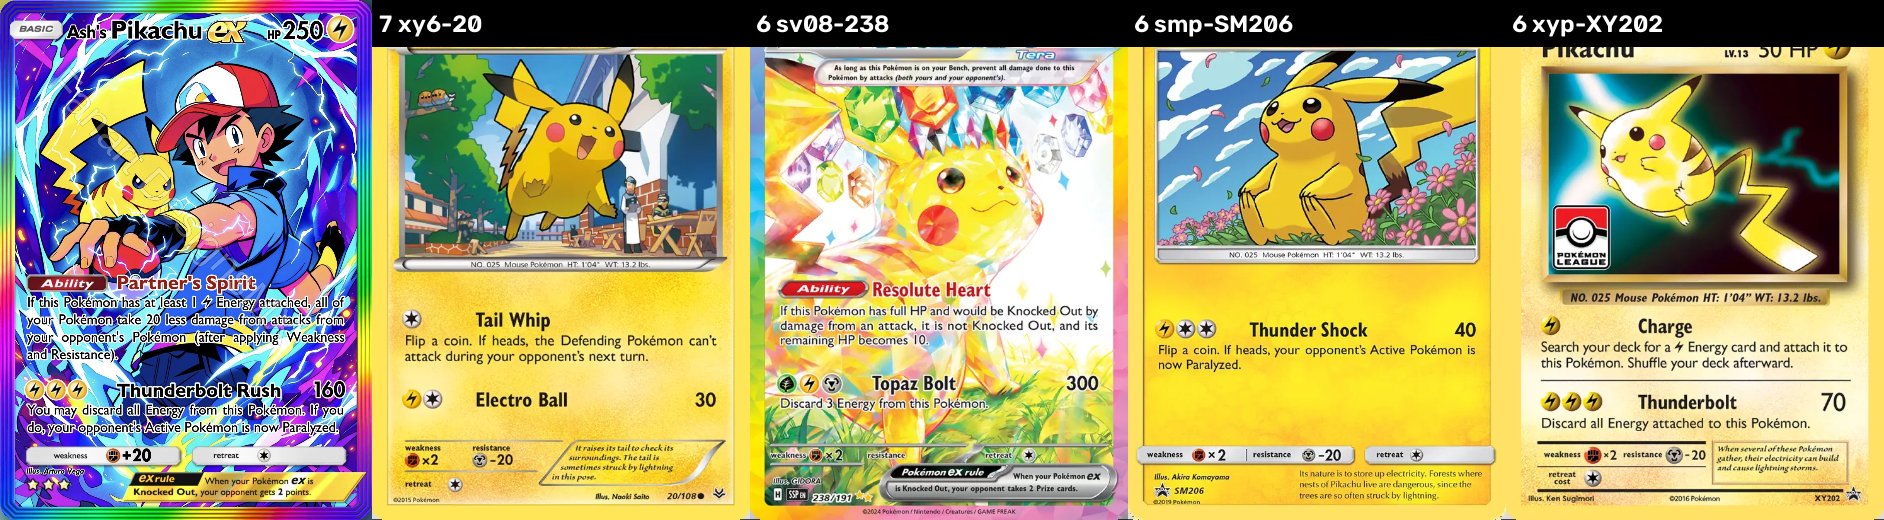 BASIC Ash's Pikachu ex HP 250
Ability Partner's Spirit
If this Pokémon has at least 1 Energy attached, all of
your Pokémon take 20 less damage from attacks from
your opponent's Pokémon (after applying Weakness
and Resistance).
Thunderbolt Rush 160
You may discard all Energy from this Pokémon. If you
do, your opponent's Active Pokémon is now Paralyzed.
weakness +20 retreat
Illus. Arturo Vega
ex rule When your Pokémon ex is
Knocked Out, your opponent gets 2 points.
7 xy6-20
NO. 025 Mouse Pokémon HT: 1'04" WT: 13.2 lbs.
Tail Whip
Flip a coin. If heads, the Defending Pokémon can't
attack during your opponent's next turn.
Electro Ball 30
weakness ×2 resistance -20
retreat
It raises its tail to check its
surroundings. The tail is
sometimes struck by lightning
in this pose.
©2015 Pokémon Illus. Naoki Saito 20/108
6 sv08-238
Tera
As long as this Pokémon is on your Bench, prevent all damage done to this
Pokémon by attacks (both yours and your opponent's).
Ability Resolute Heart
If this Pokémon has full HP and would be Knocked Out by
damage from an attack, it is not Knocked Out, and its
remaining HP becomes 10.
Topaz Bolt 300
Discard 3 Energy from this Pokémon.
weakness ×2 resistance retreat
Illus. GIDORA
H SSP EN 238/191
Pokémon ex rule When your Pokémon ex
is Knocked Out, your opponent takes 2 Prize cards.
©2024 Pokémon / Nintendo / Creatures / GAME FREAK
6 smp-SM206
NO. 025 Mouse Pokémon HT: 1'04" WT: 13.2 lbs.
Thunder Shock 40
Flip a coin. If heads, your opponent's Active Pokémon is
now Paralyzed.
weakness ×2 resistance -20 retreat
Illus. Akira Komayama
SM206
©2019 Pokémon
Its nature is to store up electricity. Forests where
nests of Pikachu live are dangerous, since the
trees are so often struck by lightning.
6 xyp-XY202
Pikachu LV.13 50 HP
POKÉMON
LEAGUE
NO. 025 Mouse Pokémon HT: 1'04" WT: 13.2 lbs.
Charge
Search your deck for a Energy card and attach it to
this Pokémon. Shuffle your deck afterward.
Thunderbolt 70
Discard all Energy attached to this Pokémon.
weakness ×2 resistance -20
retreat
cost
When several of these Pokémon
gather, their electricity can build
and cause lightning storms.
Illus. Ken Sugimori ©2016 Pokémon XY202